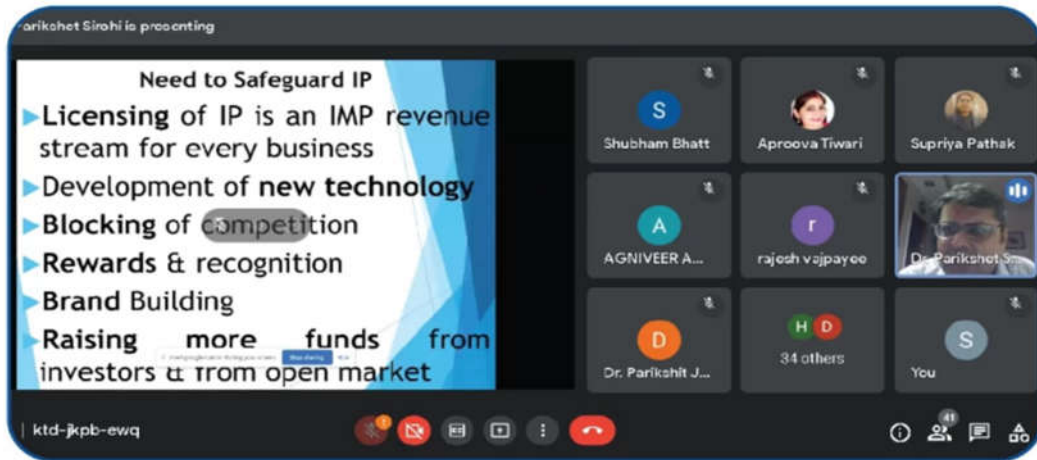 Parikshet Sirohi is presenting
Need to Safeguard IP
Licensing of IP is an IMP revenue
stream for every business
Development of new technology
Blocking of competition
Rewards & recognition
Brand Building
Raising more funds from
investors & from open market
Stop sharing
S
Shubham Bhatt
Aproova Tiwari
Supriya Pathak
A
AGNIVEER A...
r
rajesh vajpayee
Dr. Parikshet S...
D
Dr. Parikshit J...
H D
34 others
S
You
ktd-jkpb-ewq
41